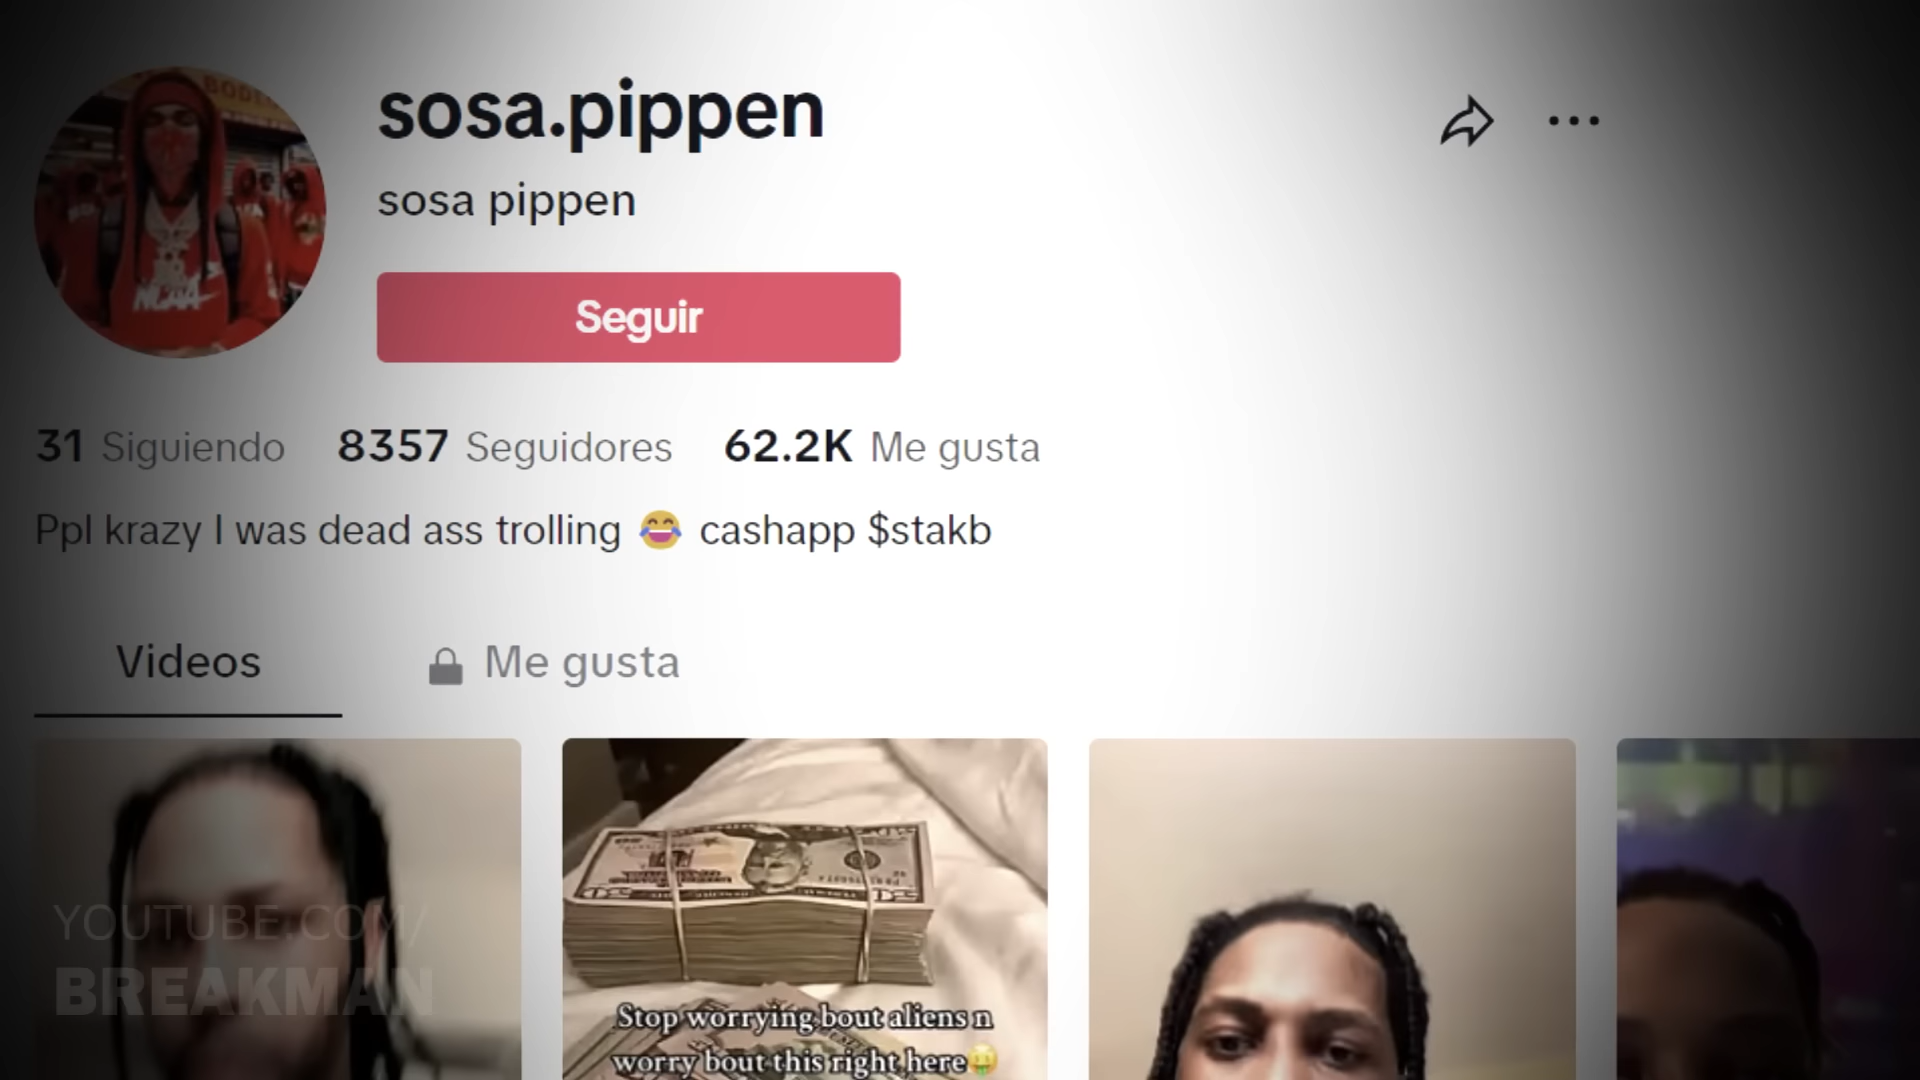 sosa.pippen
sosa pippen
Seguir
31 Siguiendo 8357 Seguidores 62.2K Me gusta
Ppl krazy I was dead ass trolling 😂 cashapp $stakb
Videos Me gusta
YOUTUBE.COM/
BREAKMAN
Stop worrying bout aliens n
worry bout this right here🤑